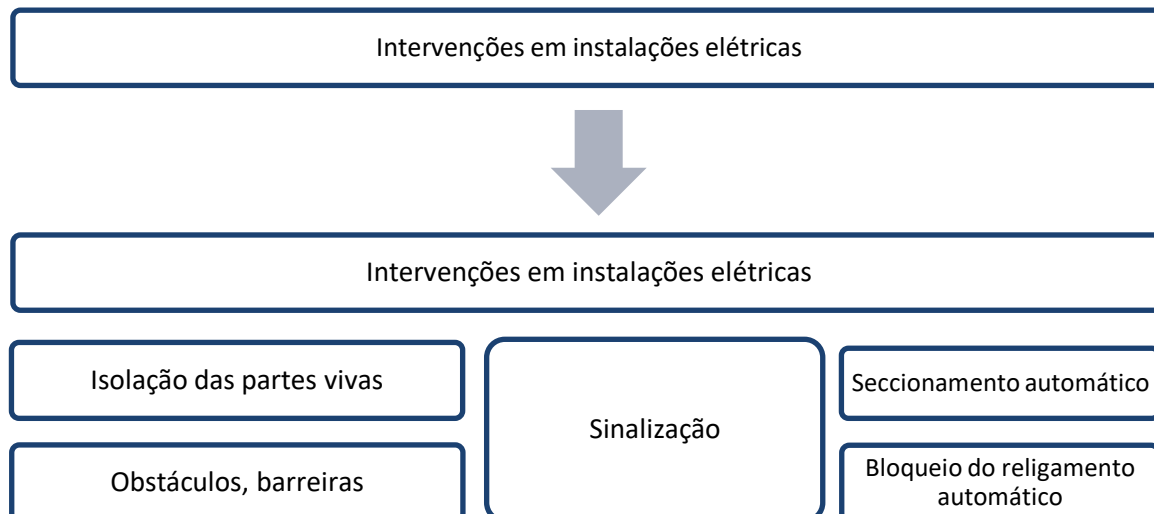 Intervenções em instalações elétricas
Intervenções em instalações elétricas
Isolação das partes vivas
Obstáculos, barreiras
Sinalização
Seccionamento automático
Bloqueio do religamento
automático